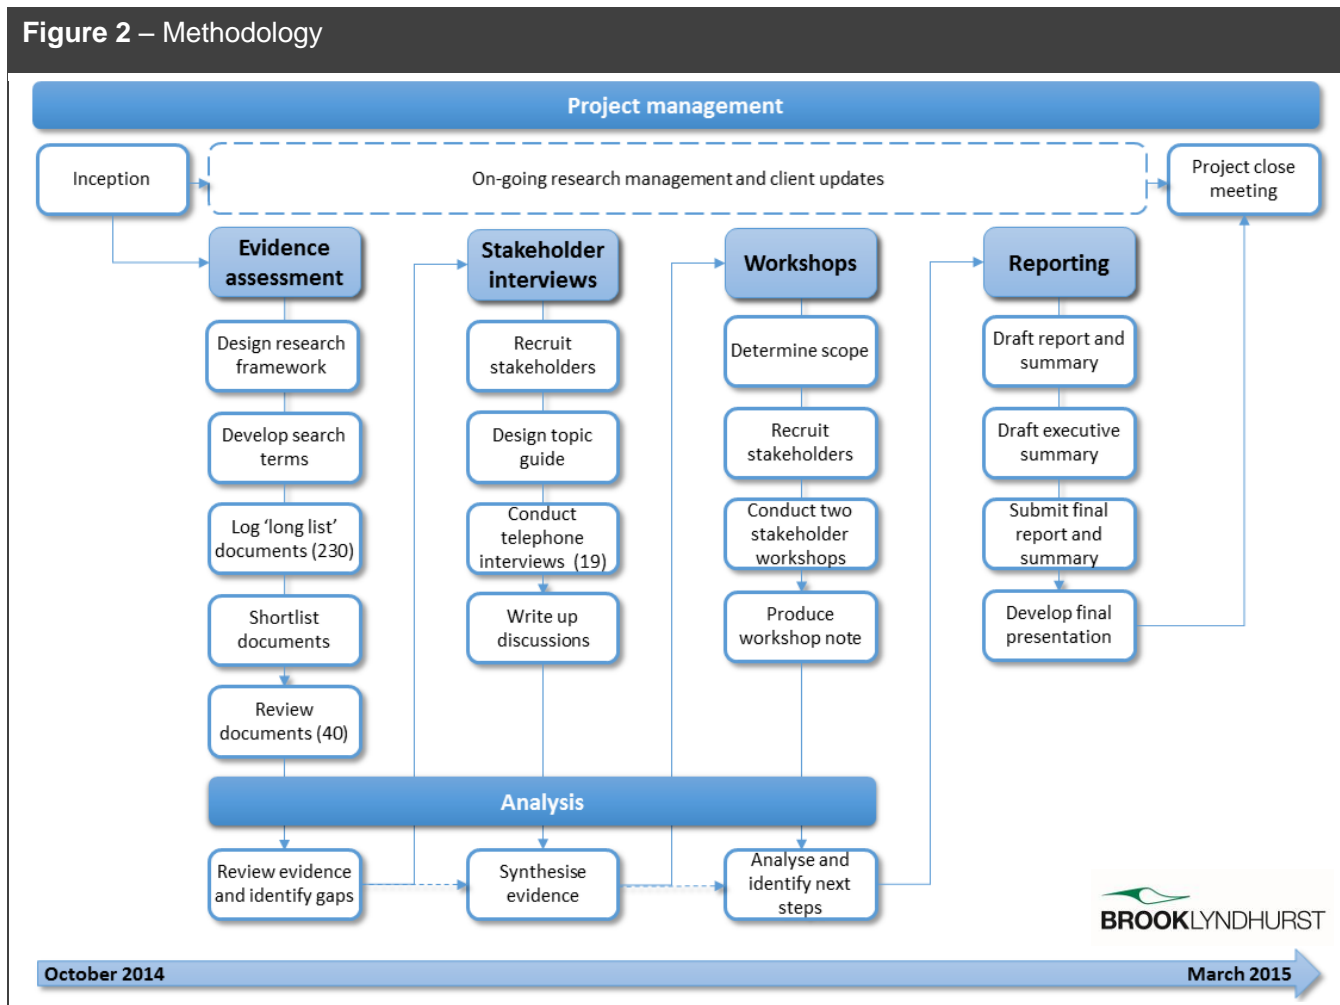 Figure 2 – Methodology
Project management
Inception
On-going research management and client updates
Project close
meeting
Evidence
assessment
Design research
framework
Develop search
terms
Log ‘long list’
documents (230)
Shortlist
documents
Review
documents (40)
Stakeholder
interviews
Recruit
stakeholders
Design topic
guide
Conduct
telephone
interviews (19)
Write up
discussions
Workshops
Determine scope
Recruit
stakeholders
Conduct two
stakeholder
workshops
Produce
workshop note
Reporting
Draft report and
summary
Draft executive
summary
Submit final
report and
summary
Develop final
presentation
Analysis
Review evidence
and identify gaps
Synthesise
evidence
Analyse and
identify next
steps
BROOKLYNDHURST
October 2014
March 2015